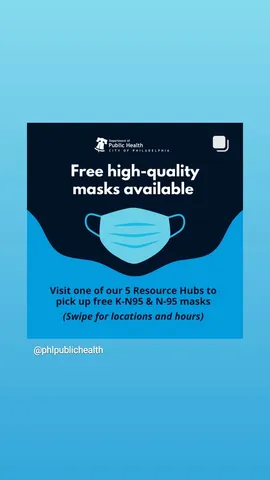 Department of
Public Health
CITY OF PHILADELPHIA
Free high-quality
masks available
Visit one of our 5 Resource Hubs to
pick up free K-N95 & N-95 masks
(Swipe for locations and hours)
@phlpublichealth